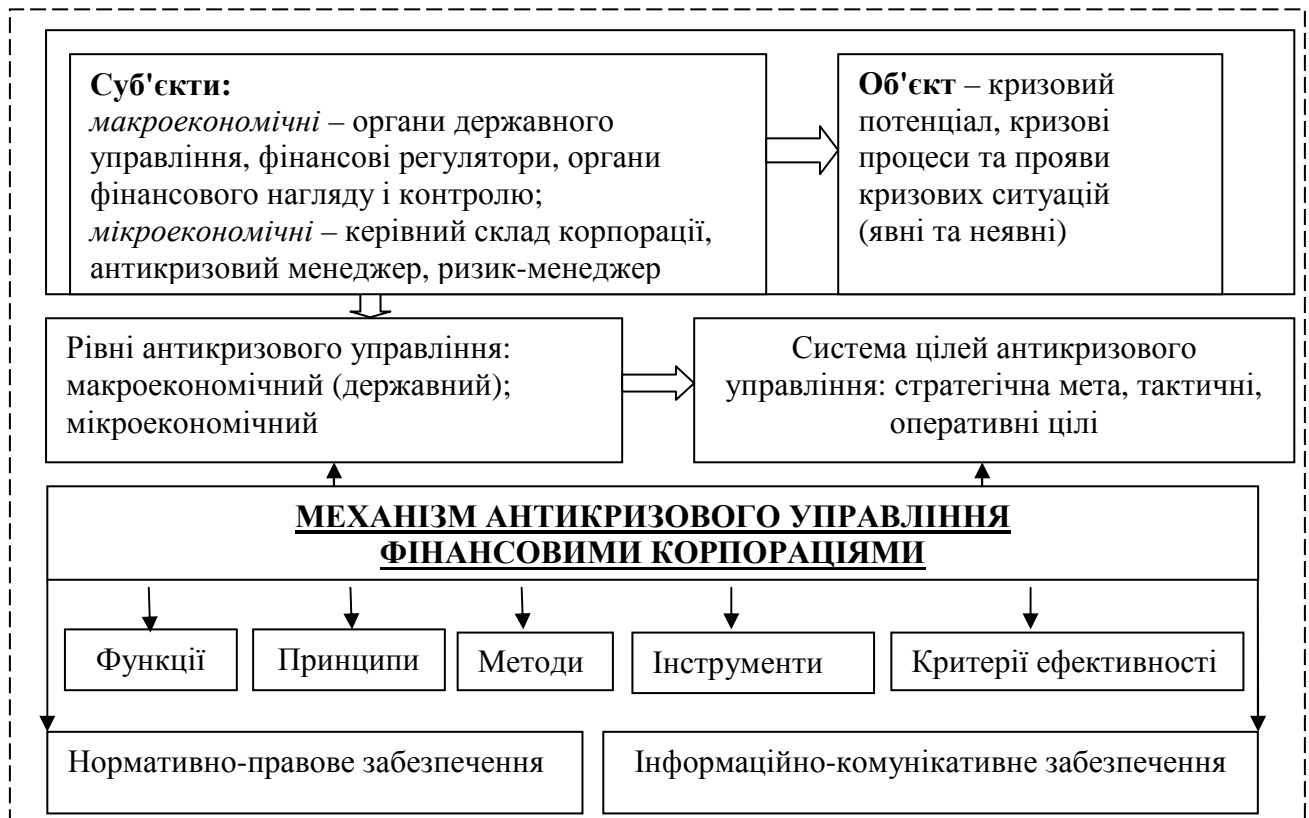 Суб'єкти:
макроекономічні – органи державного
управління, фінансові регулятори, органи
фінансового нагляду і контролю;
мікроекономічні – керівний склад корпорації,
антикризовий менеджер, ризик-менеджер
Об'єкт – кризовий
потенціал, кризові
процеси та прояви
кризових ситуацій
(явні та неявні)
Рівні антикризового управління:
макроекономічний (державний);
мікроекономічний
Система цілей антикризового
управління: стратегічна мета, тактичні,
оперативні цілі
МЕХАНІЗМ АНТИКРИЗОВОГО УПРАВЛІННЯ
ФІНАНСОВИМИ КОРПОРАЦІЯМИ
Функції
Принципи
Методи
Інструменти
Критерії ефективності
Нормативно-правове забезпечення
Інформаційно-комунікативне забезпечення